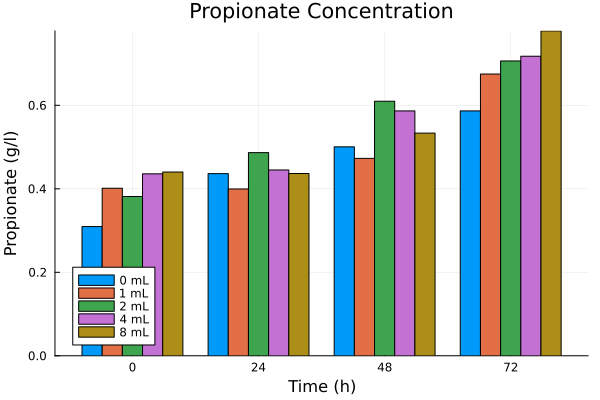 Propionate Concentration
Propionate (g/l)
0.6
0.4
0.2
0.0
0 mL
1 mL
2 mL
4 mL
8 mL
0 24 48 72
Time (h)